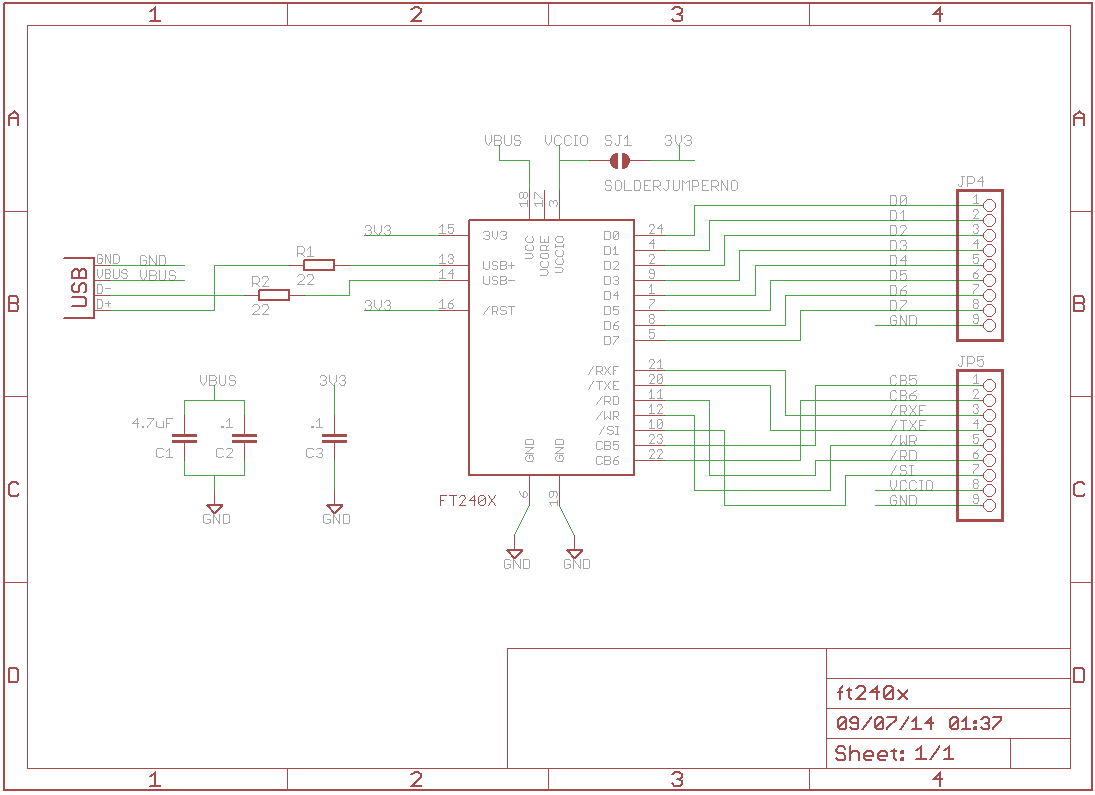 1 2 3 4
A A
VBUS VCCIO SJ1 3V3
SOLDERJUMPERNO
JP4
18 17 3
D0 1
D1 2
D2 3
D3 4
D4 5
D5 6
D6 7
D7 8
GND 9
3V3 15 3V3
VCC VCORE VCCIO
D0 24
D1 4
D2 2
D3 9
D4 1
D5 7
D6 8
D7 5
R1
22
13 USB+
14 USB-
R2
22
3V3 16 /RST
USB
GND GND
VBUS VBUS
D-
D+
B B
JP5
/RXF 21
/TXE 20
/RD 11
/WR 12
/SI 10
CB5 23
CB6 22
CB5 1
CB6 2
/RXF 3
/TXF 4
/WR 5
/RD 6
/SI 7
VCCIO 8
GND 9
VBUS 3V3
4.7uF .1 .1
C1 C2 C3
GND GND
GND GND
6 19
FT240X
GND GND
C C
D D
ft240x
09/07/14 01:37
Sheet: 1/1
1 2 3 4